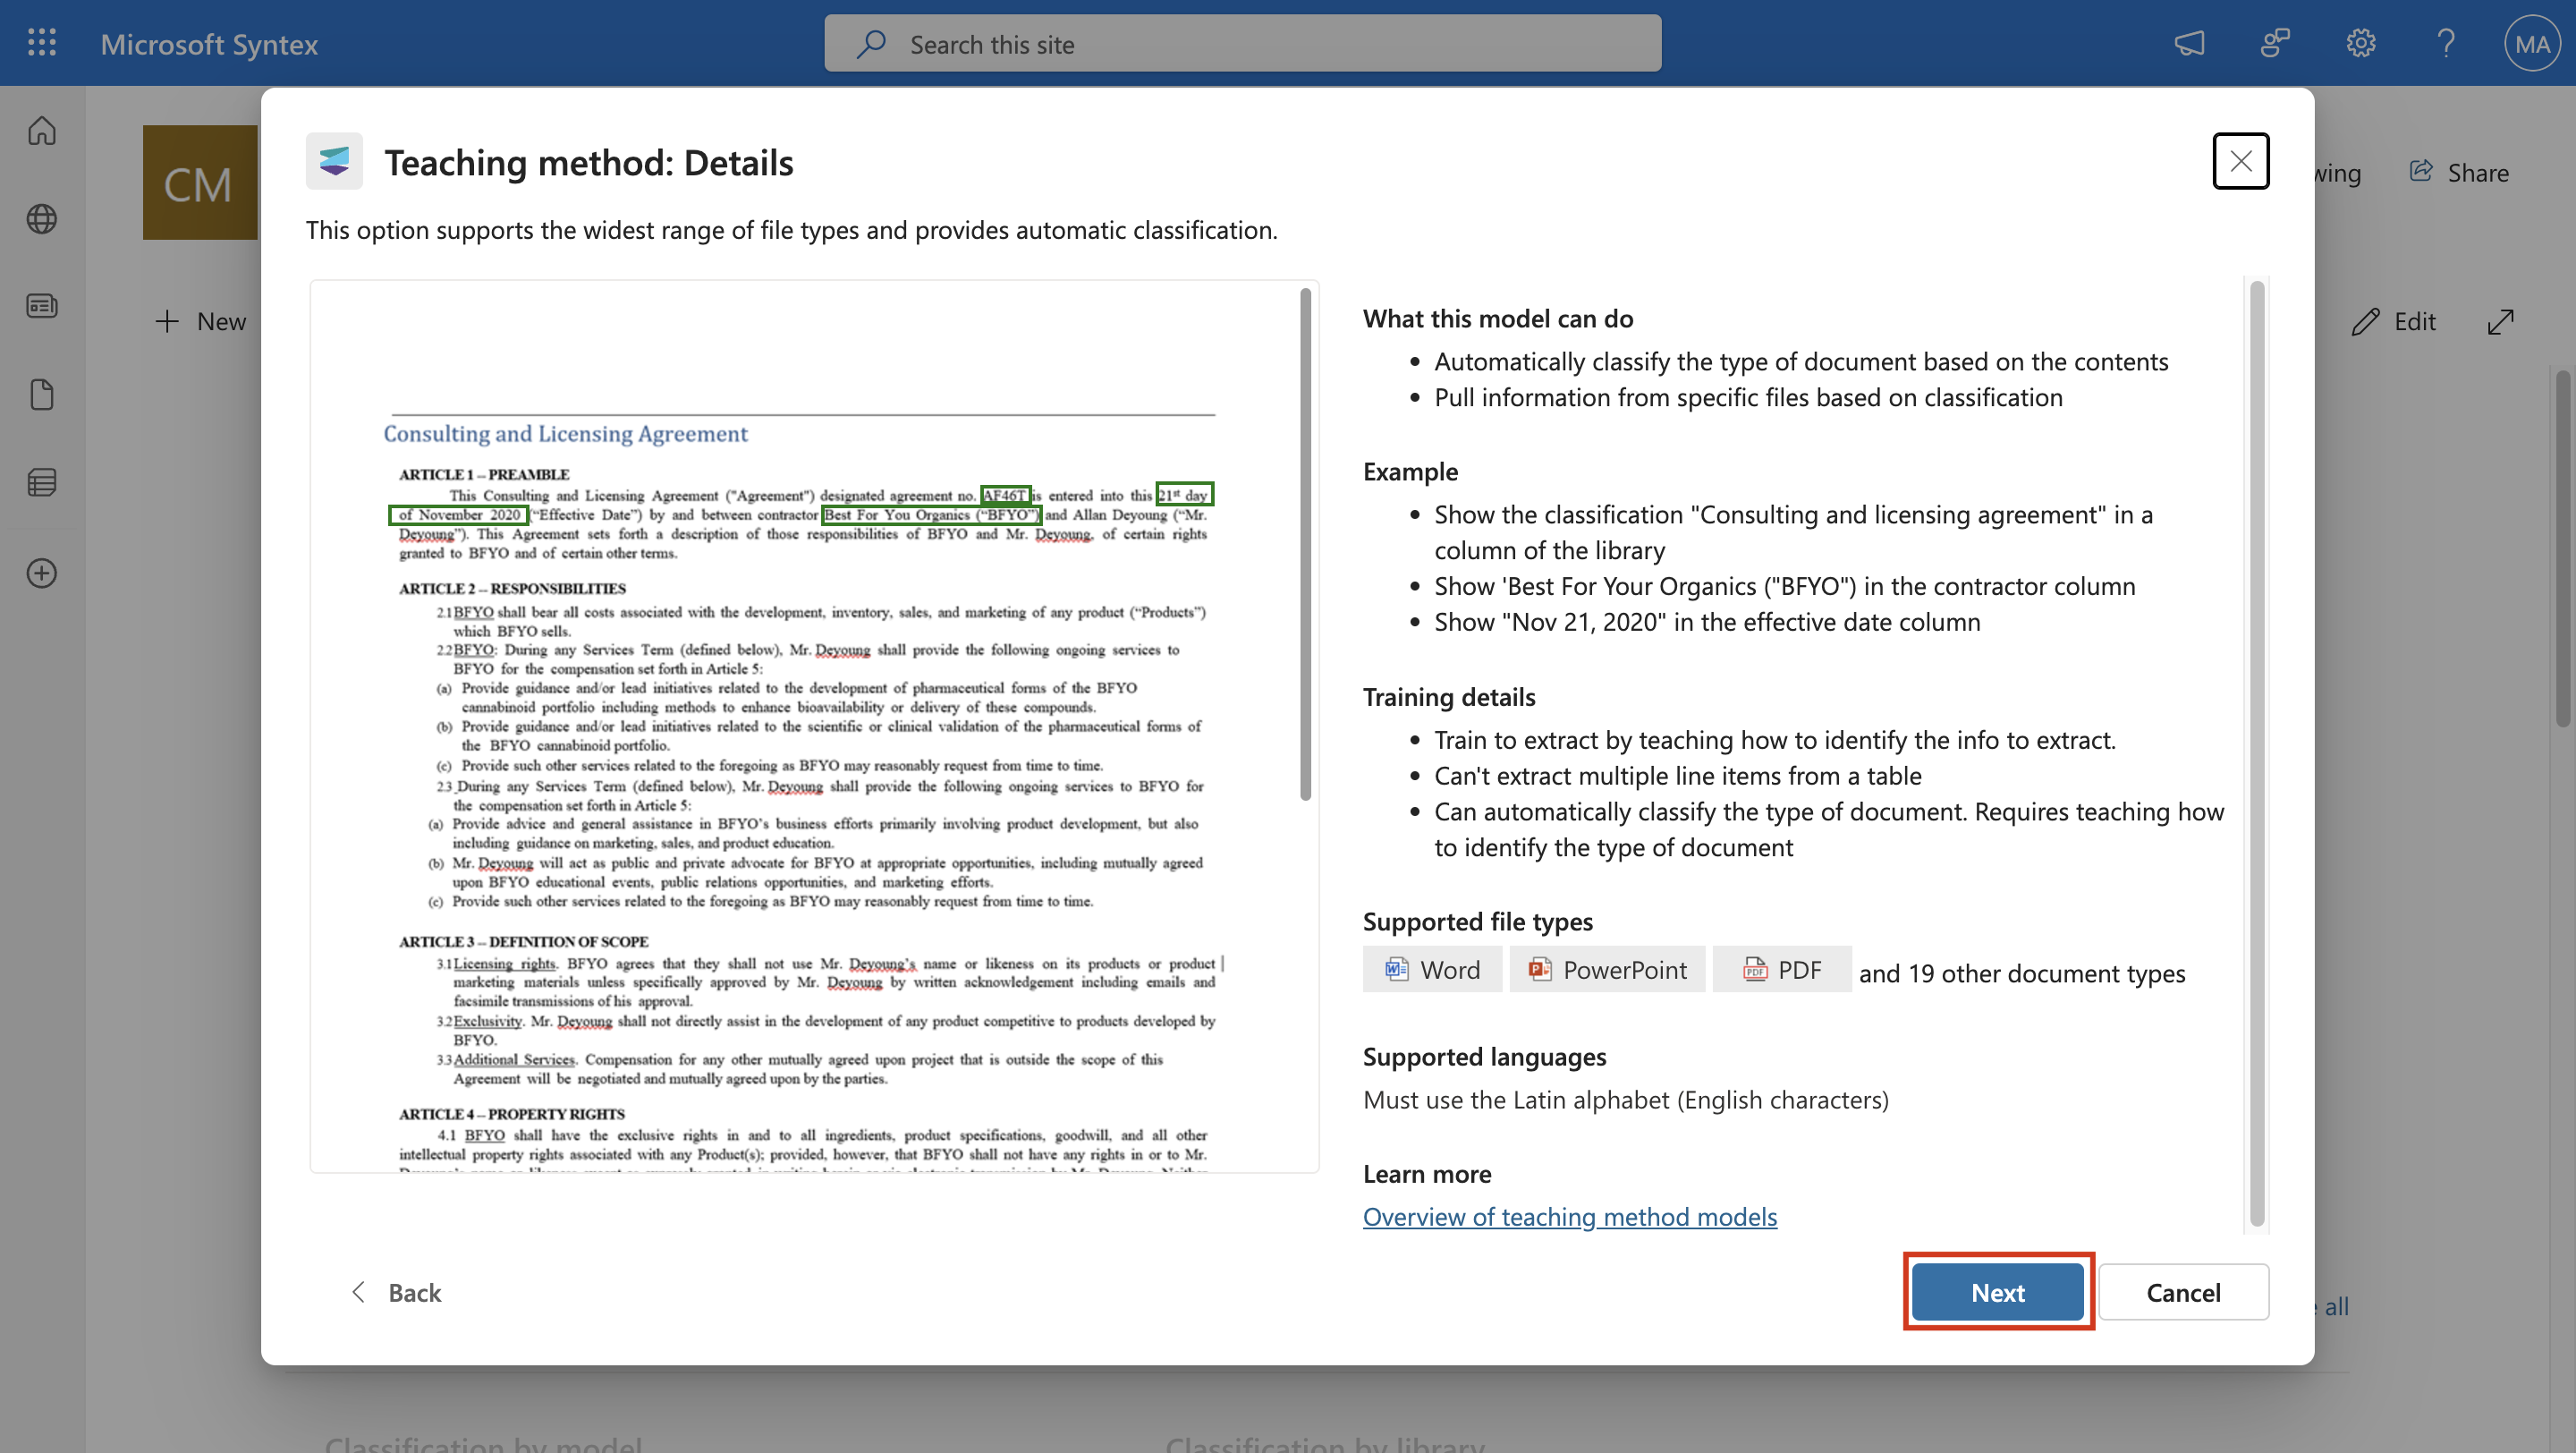 Microsoft Syntex
Search this site
MA
CM
Teaching method: Details
wing
Share
This option supports the widest range of file types and provides automatic classification.
New
Edit
Consulting and Licensing Agreement
ARTICLE 1 – PREAMBLE
This Consulting and Licensing Agreement ("Agreement") designated agreement no. AF46T is entered into this 21st day
of November 2020 (“Effective Date”) by and between contractor Best For You Organics (“BFYO”) and Allan Deyoung (“Mr.
Deyoung”). This Agreement sets forth a description of those responsibilities of BFYO and Mr. Deyoung, of certain rights
granted to BFYO and of certain other terms.
ARTICLE 2 – RESPONSIBILITIES
2.1 BFYO shall bear all costs associated with the development, inventory, sales, and marketing of any product (“Products”)
which BFYO sells.
2.2 BFYO: During any Services Term (defined below), Mr. Deyoung shall provide the following ongoing services to
BFYO for the compensation set forth in Article 5:
(a) Provide guidance and/or lead initiatives related to the development of pharmaceutical forms of the BFYO
cannabinoid portfolio including methods to enhance bioavailability or delivery of these compounds.
(b) Provide guidance and/or lead initiatives related to the scientific or clinical validation of the pharmaceutical forms of
the BFYO cannabinoid portfolio.
(c) Provide such other services related to the foregoing as BFYO may reasonably request from time to time.
2.3 During any Services Term (defined below), Mr. Deyoung shall provide the following ongoing services to BFYO for
the compensation set forth in Article 5:
(a) Provide advice and general assistance in BFYO’s business efforts primarily involving product development, but also
including guidance on marketing, sales, and product education.
(b) Mr. Deyoung will act as public and private advocate for BFYO at appropriate opportunities, including mutually agreed
upon BFYO educational events, public relations opportunities, and marketing efforts.
(c) Provide such other services related to the foregoing as BFYO may reasonably request from time to time.
ARTICLE 3 – DEFINITION OF SCOPE
3.1 Licensing rights. BFYO agrees that they shall not use Mr. Deyoung’s name or likeness on its products or product
marketing materials unless specifically approved by Mr. Deyoung by written acknowledgement including emails and
facsimile transmissions of his approval.
3.2 Exclusivity. Mr. Deyoung shall not directly assist in the development of any product competitive to products developed by
BFYO.
3.3 Additional Services. Compensation for any other mutually agreed upon project that is outside the scope of this
Agreement will be negotiated and mutually agreed upon by the parties.
ARTICLE 4 – PROPERTY RIGHTS
4.1 BFYO shall have the exclusive rights in and to all ingredients, product specifications, goodwill, and all other
intellectual property rights associated with any Product(s); provided, however, that BFYO shall not have any rights in or to Mr.
What this model can do
• Automatically classify the type of document based on the contents
• Pull information from specific files based on classification
Example
• Show the classification "Consulting and licensing agreement" in a
column of the library
• Show 'Best For Your Organics ("BFYO") in the contractor column
• Show "Nov 21, 2020" in the effective date column
Training details
• Train to extract by teaching how to identify the info to extract.
• Can't extract multiple line items from a table
• Can automatically classify the type of document. Requires teaching how
to identify the type of document
Supported file types
Word PowerPoint PDF and 19 other document types
Supported languages
Must use the Latin alphabet (English characters)
Learn more
Overview of teaching method models
Back
Next
Cancel
all
Classification by model
Classification by library